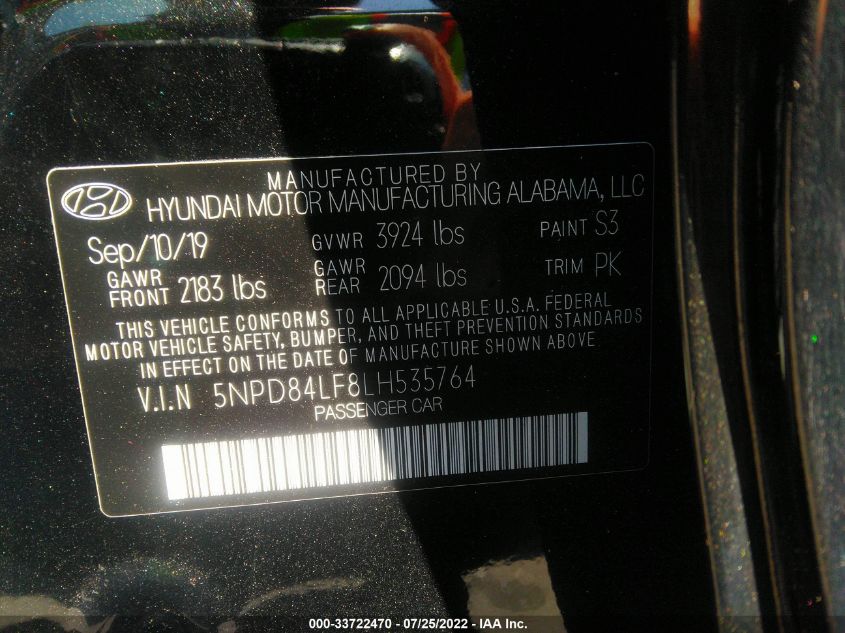 MANUFACTURED BY
HYUNDAI MOTOR MANUFACTURING ALABAMA, LLC
Sep/10/19 GVWR 3924 lbs PAINT S3
GAWR FRONT 2183 lbs GAWR REAR 2094 lbs TRIM PK
THIS VEHICLE CONFORMS TO ALL APPLICABLE U.S.A. FEDERAL
MOTOR VEHICLE SAFETY, BUMPER, AND THEFT PREVENTION STANDARDS
IN EFFECT ON THE DATE OF MANUFACTURE SHOWN ABOVE
V.I.N 5NPD84LF8LH535764
PASSENGER CAR
000-33722470 - 07/25/2022 - IAA Inc.